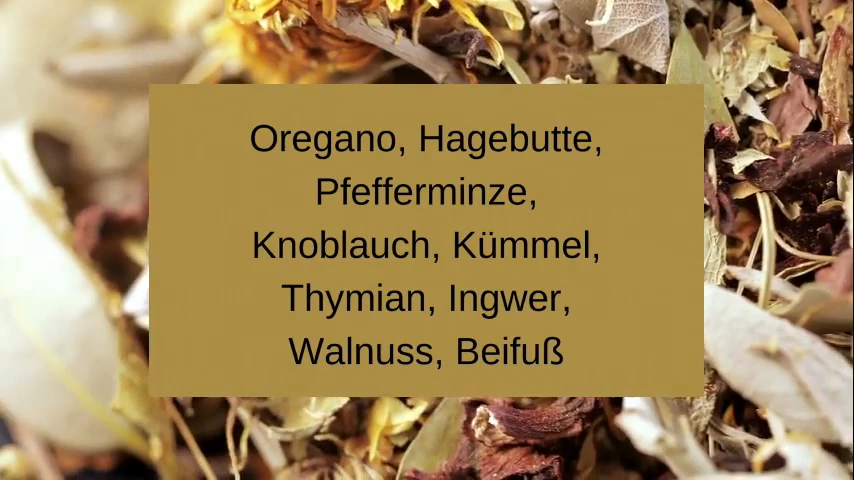 Oregano, Hagebutte,
Pfefferminze,
Knoblauch, Kümmel,
Thymian, Ingwer,
Walnuss, Beifuß